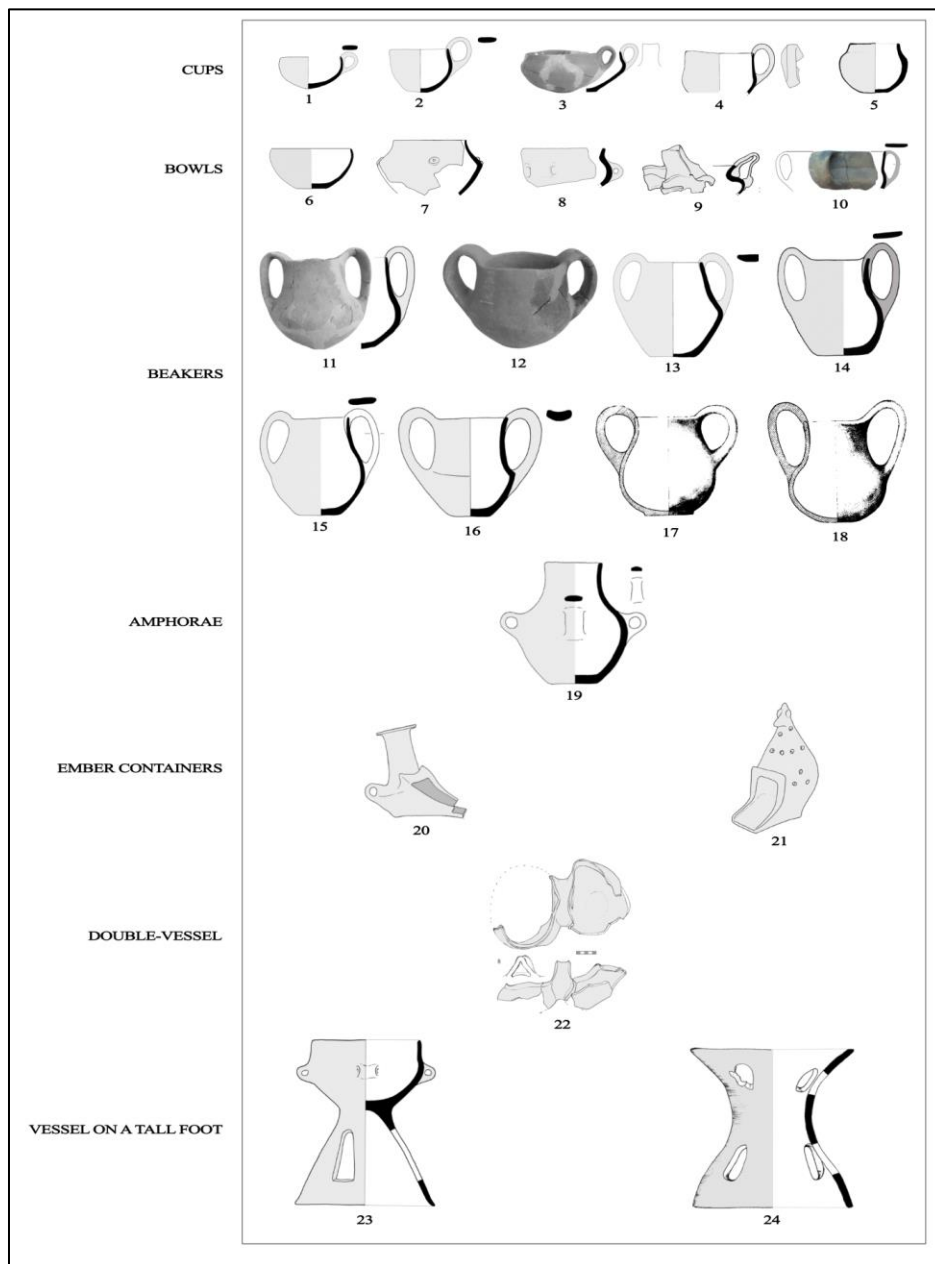 CUPS
1 2 3 4 5
BOWLS
6 7 8 9 10
BEAKERS
11 12 13 14
15 16 17 18
AMPHORAE
19
EMBER CONTAINERS
20 21
DOUBLE-VESSEL
22
VESSEL ON A TALL FOOT
23 24